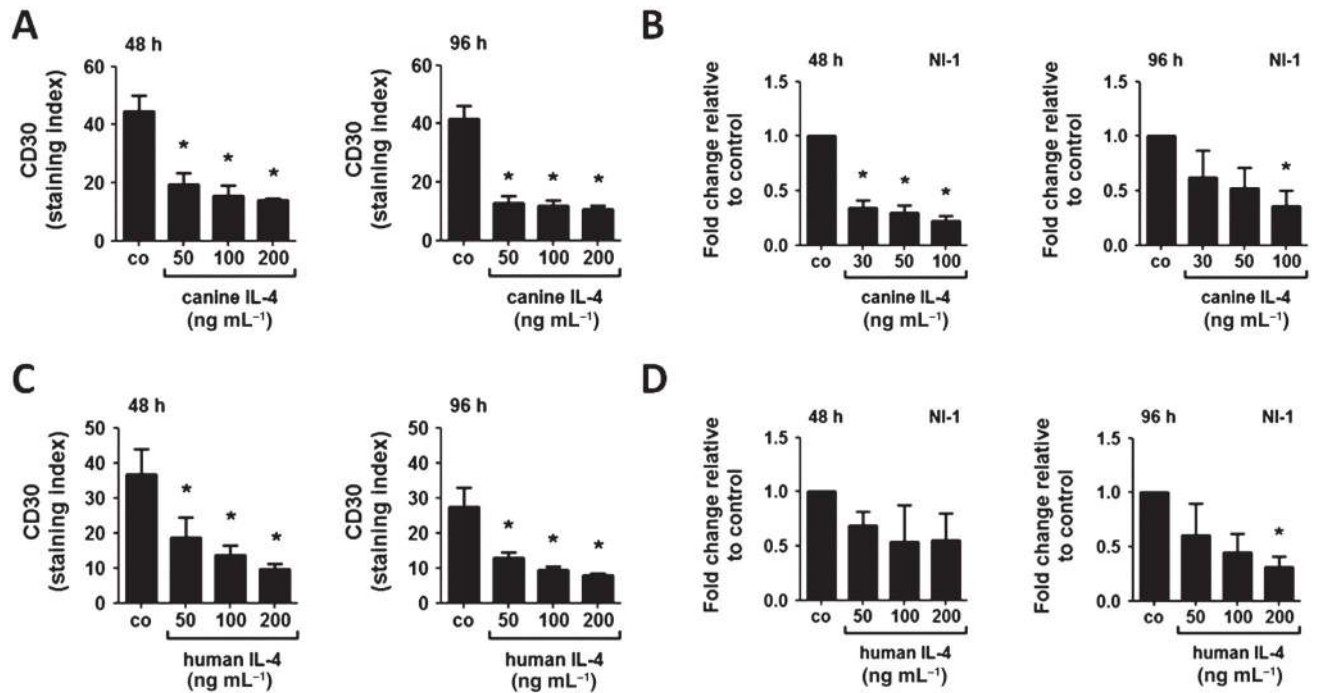 A
48 h
CD30
(staining index)
60
40
20
0
co 50 100 200
canine IL-4
(ng mL⁻¹)
96 h
CD30
(staining index)
60
40
20
0
co 50 100 200
canine IL-4
(ng mL⁻¹)
* * *
* * *
B
48 h NI-1
Fold change relative
to control
1.5
1.0
0.5
0.0
* * *
co 30 50 100
canine IL-4
(ng mL⁻¹)
96 h NI-1
Fold change relative
to control
1.5
1.0
0.5
0.0
*
co 30 50 100
canine IL-4
(ng mL⁻¹)
C
48 h
CD30
(staining index)
50
40
30
20
10
0
* * *
co 50 100 200
human IL-4
(ng mL⁻¹)
96 h
CD30
(staining index)
50
40
30
20
10
0
* * *
co 50 100 200
human IL-4
(ng mL⁻¹)
D
48 h NI-1
Fold change relative
to control
1.5
1.0
0.5
0.0
co 50 100 200
human IL-4
(ng mL⁻¹)
96 h NI-1
Fold change relative
to control
1.5
1.0
0.5
0.0
*
co 50 100 200
human IL-4
(ng mL⁻¹)